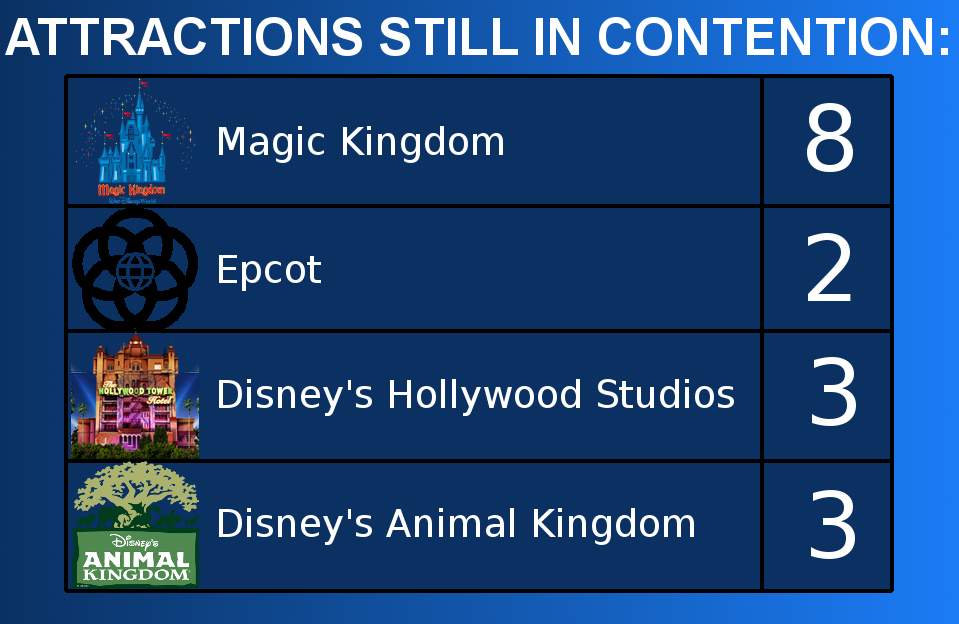 ATTRACTIONS STILL IN CONTENTION:
Magic Kingdom
Walt Disney World
Magic Kingdom
8
Epcot
2
The
HOLLYWOOD TOWER
Hotel
Disney's Hollywood Studios
3
Disney's
ANIMAL
KINGDOM
Disney's Animal Kingdom
3